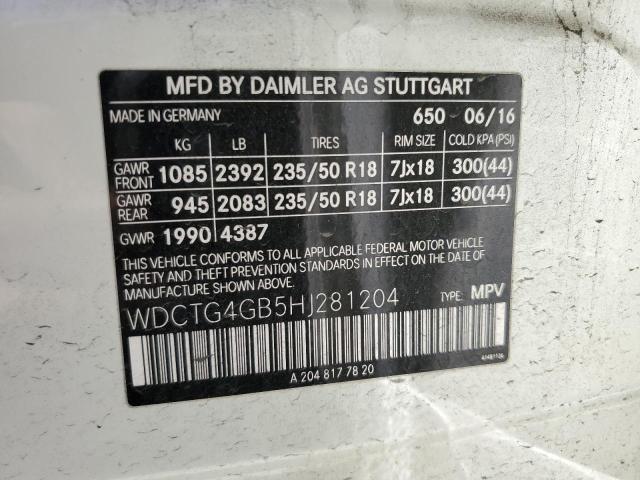 MFD BY DAIMLER AG STUTTGART
MADE IN GERMANY 650 06/16
KG LB TIRES RIM SIZE COLD KPA (PSI)
GAWR FRONT 1085 2392 235/50 R18 7Jx18 300(44)
GAWR REAR 945 2083 235/50 R18 7Jx18 300(44)
GVWR 1990 4387
THIS VEHICLE CONFORMS TO ALL APPLICABLE FEDERAL MOTOR VEHICLE
SAFETY AND THEFT PREVENTION STANDARDS IN EFFECT ON THE DATE OF
MANUFACTURE SHOWN ABOVE.
WDCTG4GB5HJ281204 TYPE: MPV
A 204 817 78 20